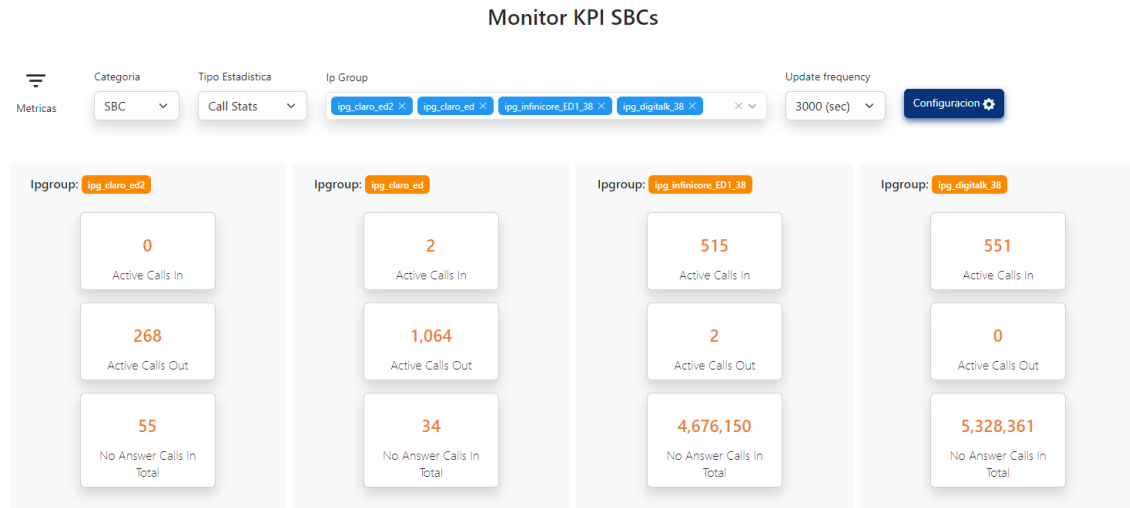 Monitor KPI SBCs
Metricas
Categoria
SBC
Tipo Estadistica
Call Stats
Ip Group
ipg_claro_ed2 × ipg_claro_ed × ipg_infinicore_ED1_38 × ipg_digitalk_38 ×
Update frequency
3000 (sec)
Configuracion
Ipgroup: ipg_claro_ed2
0
Active Calls In
268
Active Calls Out
55
No Answer Calls In
Total
Ipgroup: ipg_claro_ed
2
Active Calls In
1,064
Active Calls Out
34
No Answer Calls In
Total
Ipgroup: ipg_infinicore_ED1_38
515
Active Calls In
2
Active Calls Out
4,676,150
No Answer Calls In
Total
Ipgroup: ipg_digitalk_38
551
Active Calls In
0
Active Calls Out
5,328,361
No Answer Calls In
Total